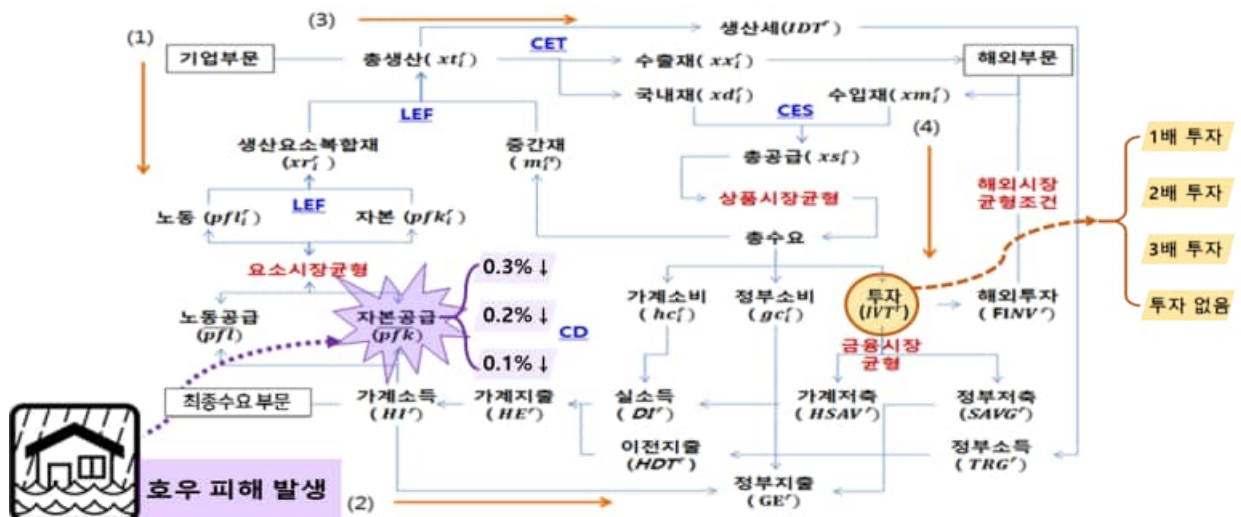 (3)
생산세(IDTʳ)
(1)
기업부문
총생산( xtᵢʳ)
CET
수출재( xxᵢʳ)
해외부문
국내재( xdᵢʳ)
수입재( xmᵢʳ)
LEF
CES
(4)
생산요소복합재
(xrᵢʳ)
중간재
총공급( xsᵢʳ)
1배 투자
2배 투자
3배 투자
투자 없음
해외시장
균형조건
LEF
상품시장균형
노동 (pflᵢʳ)
자본 (pfkᵢʳ)
총수요
요소시장균형
0.3% ↓
0.2% ↓
0.1% ↓
노동공급
(pfl)
자본공급
(pfk)
CD
가계소비
( hcᵢʳ)
정부소비
( gcᵢʳ)
투자
(IVTʳ)
해외투자
(FINVʳ)
금융시장
균형
최종수요 부문
가계소득
( HIʳ)
가계지출
( HEʳ)
실소득
( DIʳ)
가계저축
( HSAVʳ)
정부저축
(SAVGʳ)
이전지출
(HDTʳ)
정부소득
( TRGʳ)
호우 피해 발생
(2)
정부지출
( GEʳ)